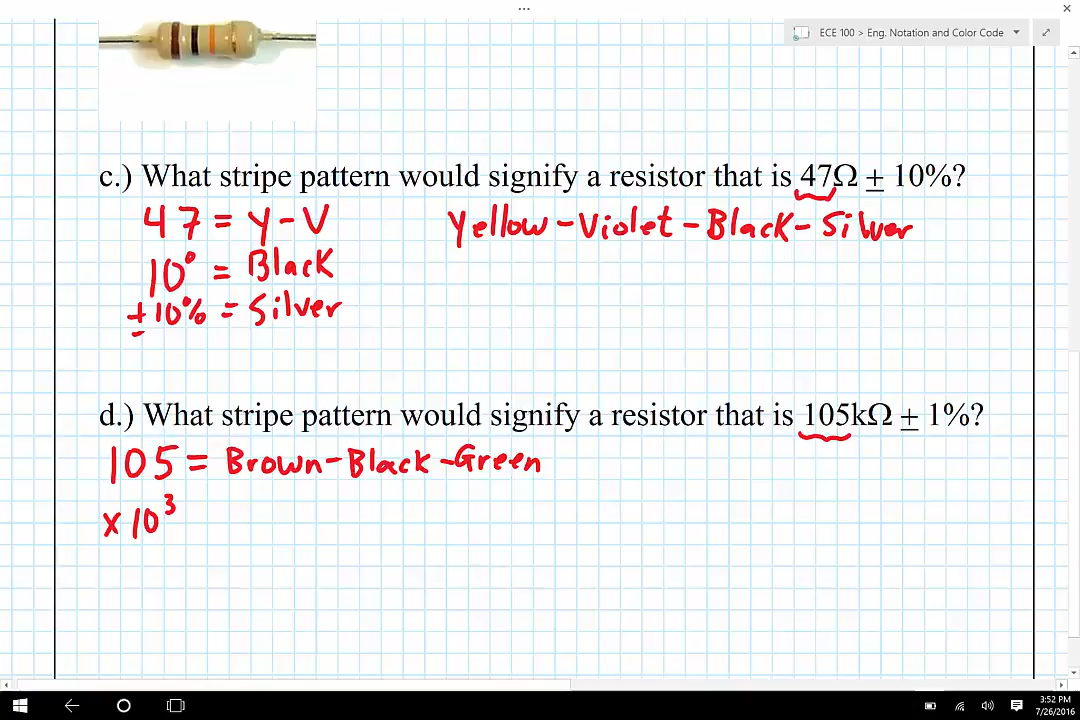 ...
ECE 100 > Eng. Notation and Color Code
c.) What stripe pattern would signify a resistor that is 47Ω ± 10%?
47 = Y-V
Yellow-Violet-Black-Silver
10⁰ = Black
±10% = Silver
d.) What stripe pattern would signify a resistor that is 105kΩ ± 1%?
105 = Brown-Black-Green
x10³
3:52 PM
7/26/2016